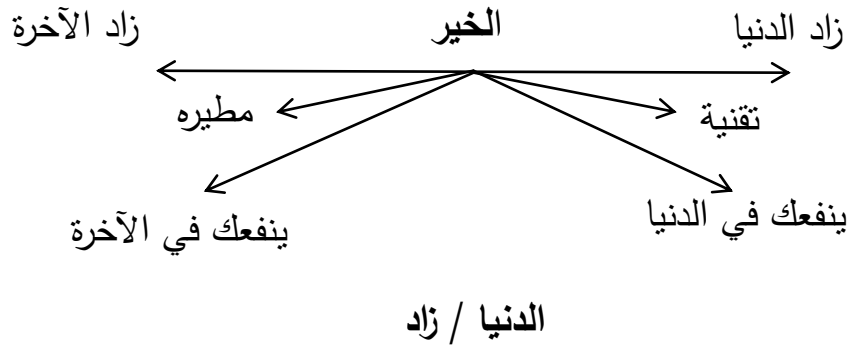 زاد الدنيا الخير زاد الآخرة
تقنية مطيره
ينفعك في الدنيا ينفعك في الآخرة
الدنيا / زاد